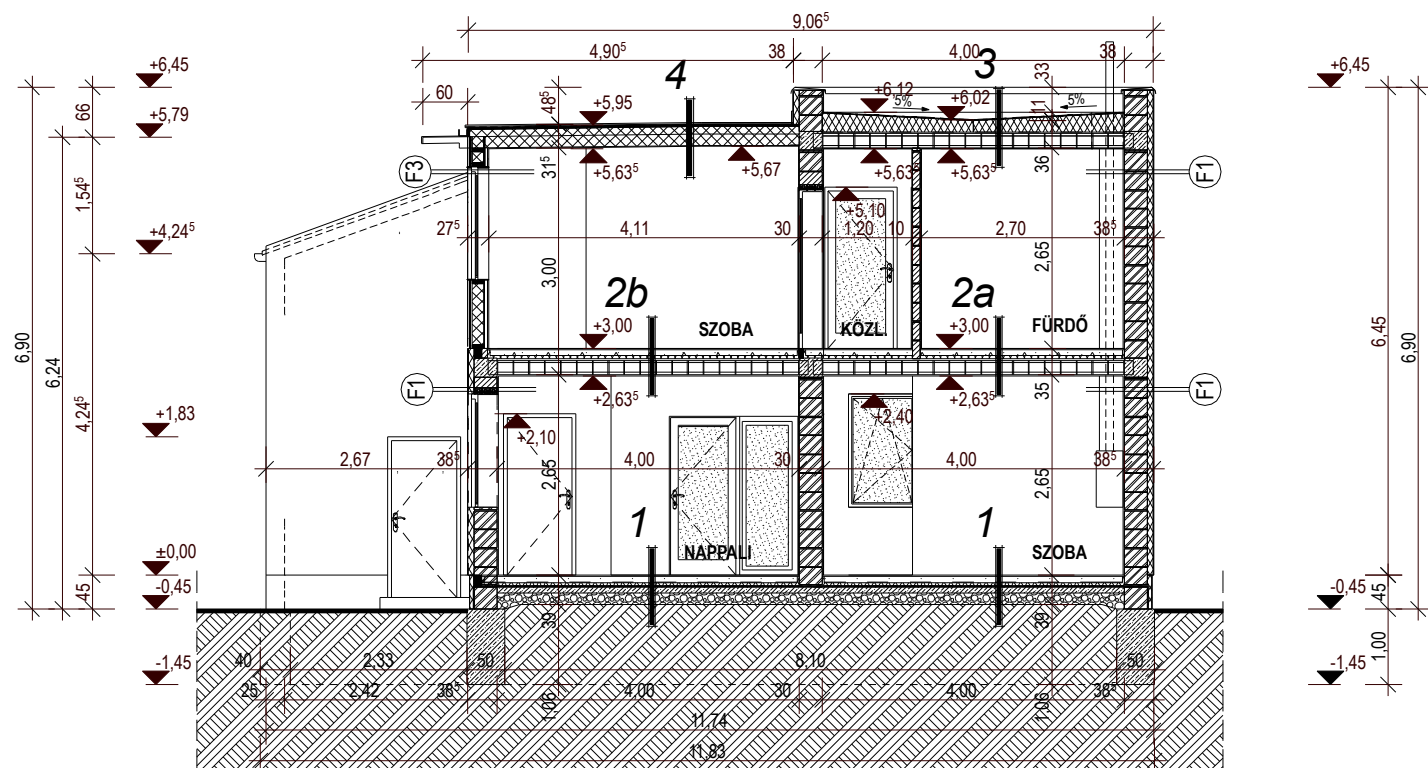 9,06⁵
4,90⁵ 38 4,00 38
+6,45 4 3 33 +6,45
60 48⁵ +5,95 +6,12 5% +6,02 5% 11
66 +5,79
F3 31⁵ +5,63⁵ +5,67 +5,63⁵ +5,63⁵ 36 F1
1,54⁵ +5,10
+4,24⁵ 27⁵ 4,11 30 1,20 10 2,70 38⁵
3,00 2,65
2b 2a
+3,00 SZOBA KÖZL. +3,00 FÜRDŐ
6,90 6,24 6,45 6,90
F1 +2,63⁵ +2,63⁵ 35 F1
+1,83 +2,10 +2,40
4,24⁵
2,67 38⁵ 4,00 30 4,00 38⁵
2,65 2,65
1 1
±0,00 NAPPALI SZOBA
-0,45 45 39 39 -0,45 45
-1,45 40 2,33 50 8,10 50 -1,45 1,00
25 2,42 38⁵ 4,00 30 4,00 38⁵
1,06 1,06
11,74
11,83